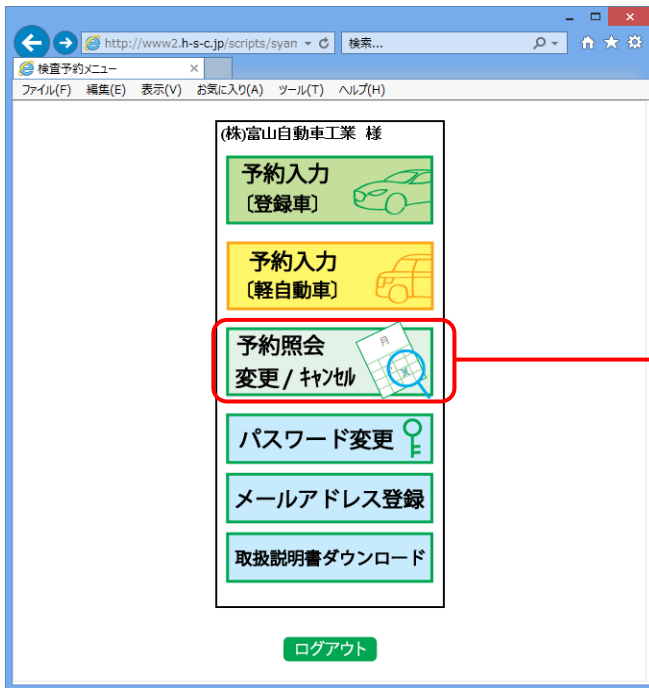 http://www2.h-s-c.jp/scripts/syan
検索...
検査予約メニュー
ファイル(F) 編集(E) 表示(V) お気に入り(A) ツール(T) ヘルプ(H)
(株)富山自動車工業 様
予約入力
〔登録車〕
予約入力
〔軽自動車〕
予約照会
月
変更 / ｷｬﾝｾﾙ
パスワード変更
メールアドレス登録
取扱説明書ダウンロード
ログアウト